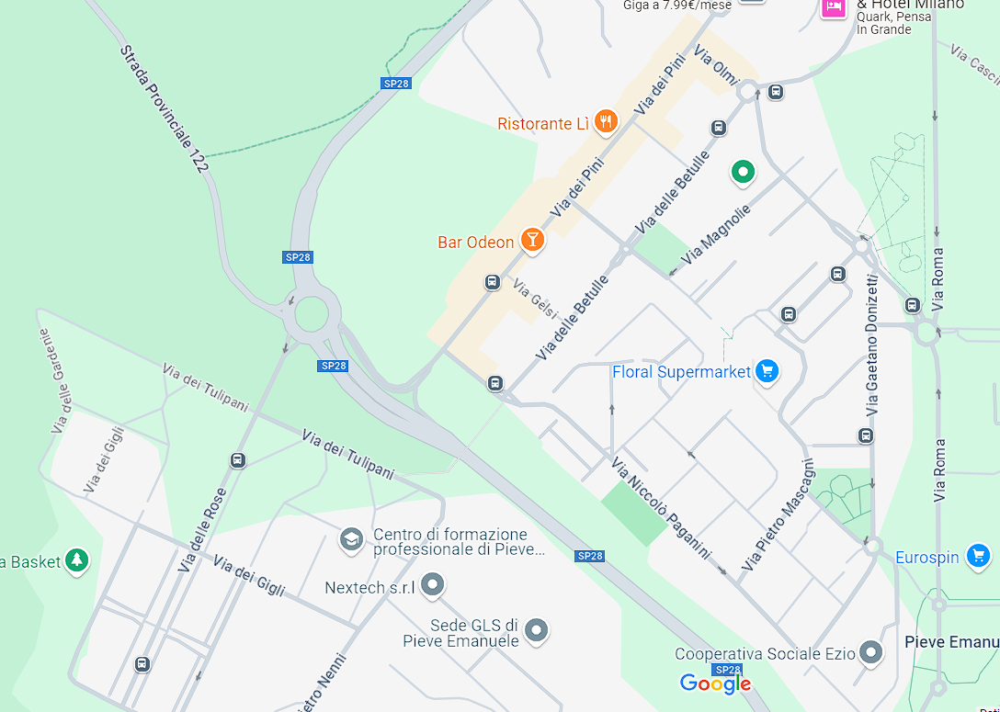 Giga a 7.99€/mese
& Hotel Milano
Quark, Pensa
In Grande
Strada Provinciale 122
SP28
Via dei Pini
Via Olmi
Via Cascin
Ristorante Lì
Via dei Pini
Via delle Betulle
Via Magnolie
Bar Odeon
SP28
Via Gelsi
Via delle Betulle
Via Roma
Via Gaetano Donizetti
SP28
Floral Supermarket
Via delle Gardenie
Via dei Tulipani
Via dei Gigli
Via dei Tulipani
Via Roma
Via Niccolò Paganini
Via Pietro Mascagni
Via delle Rose
Centro di formazione
professionale di Pieve...
SP28
Eurospin
a Basket
Via dei Gigli
Nextech s.r.l
Sede GLS di
Pieve Emanuele
Pieve Emanu
Cooperativa Sociale Ezio
Pietro Nenni
SP28
Google